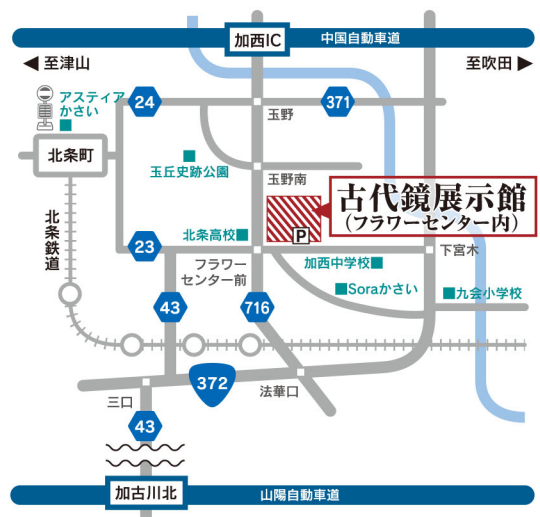 加西IC
中国自動車道
至津山
至吹田
アスティア
かさい
24
371
玉野
北条町
玉丘史跡公園
玉野南
古代鏡展示館
（フラワーセンター内）
北条鉄道
北条高校
P
23
フラワー
センター前
加西中学校
下宮木
Soraかさい
九会小学校
43
716
372
三口
法華口
43
加古川北
山陽自動車道